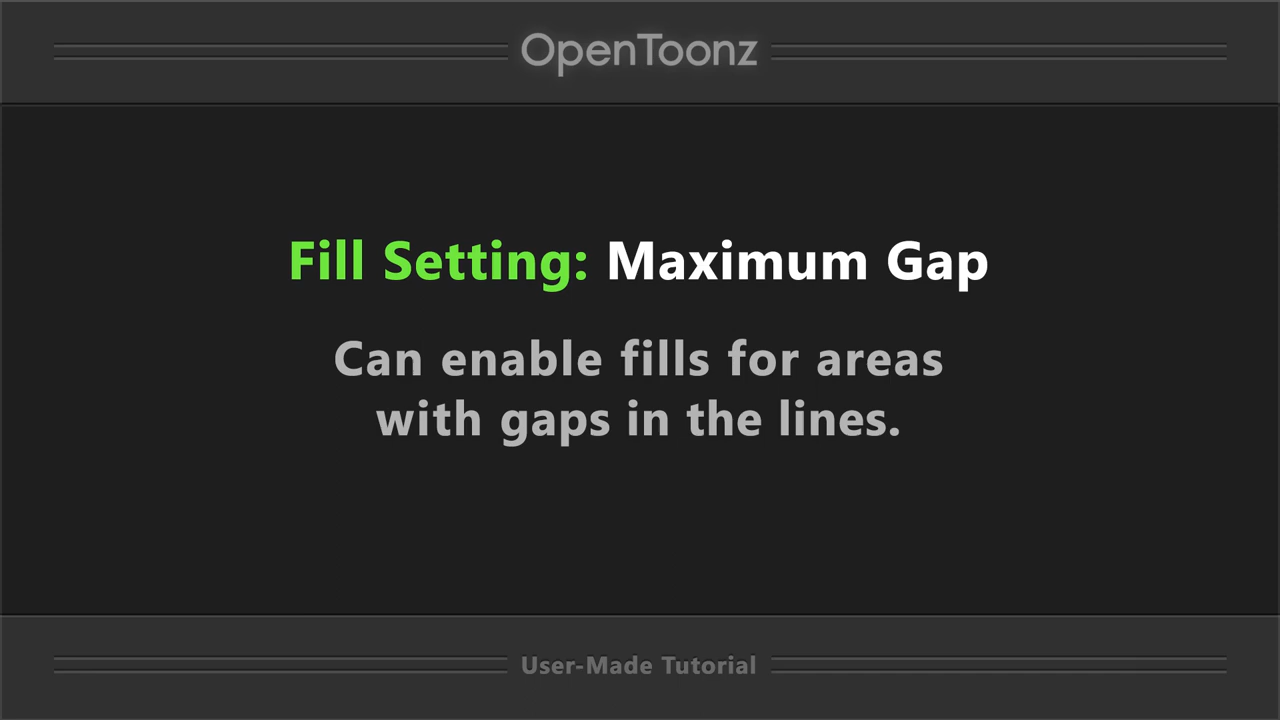 OpenToonz
Fill Setting: Maximum Gap
Can enable fills for areas
with gaps in the lines.
User-Made Tutorial